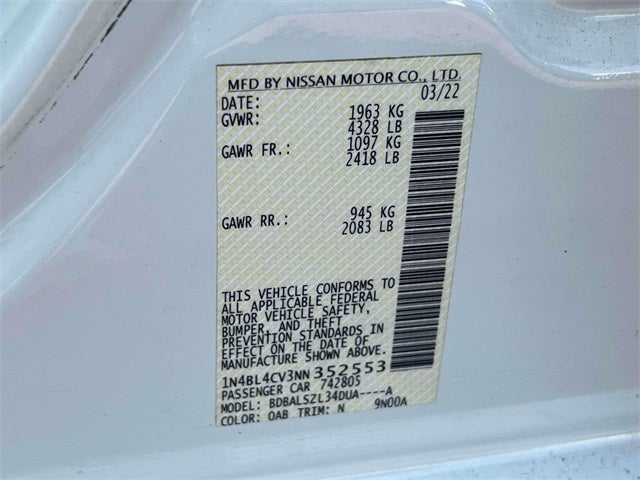 MFD BY NISSAN MOTOR CO., LTD.
DATE: 03/22
GVWR: 1963 KG
4328 LB
GAWR FR.: 1097 KG
2418 LB
GAWR RR.: 945 KG
2083 LB
THIS VEHICLE CONFORMS TO
ALL APPLICABLE FEDERAL
MOTOR VEHICLE SAFETY,
BUMPER, AND THEFT
PREVENTION STANDARDS IN
EFFECT ON THE DATE OF
MANUFACTURE SHOWN ABOVE.
1N4BL4CV3NN352553
PASSENGER CAR 742805
MODEL: BDBALSZL34DUA----A
COLOR: QAB TRIM: N 9N00A